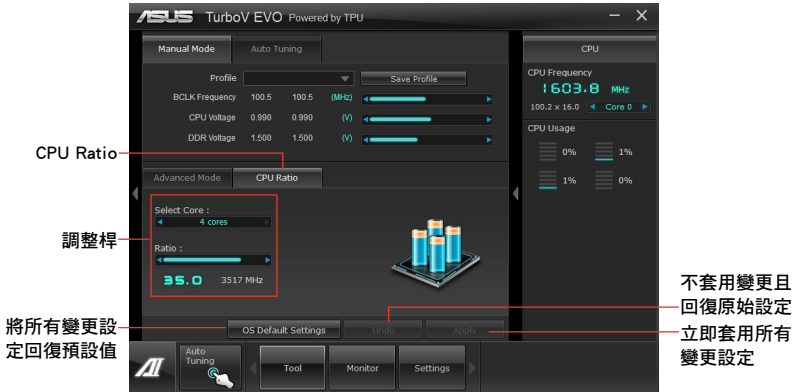 ASUS TurboV EVO Powered by TPU
Manual Mode Auto Tuning
Profile Save Profile
BCLK Frequency 100.5 100.5 (MHz)
CPU Voltage 0.990 0.990 (V)
DDR Voltage 1.500 1.500 (V)
CPU
CPU Frequency
1603.8 MHz
100.2 x 16.0 Core 0
CPU Usage
0% 1%
1% 0%
CPU Ratio
Advanced Mode CPU Ratio
Select Core :
4 cores
Ratio :
35.0 3517 MHz
調整桿
OS Default Settings Undo Apply
將所有變更設
定回復預設值
不套用變更且
回復原始設定
立即套用所有
變更設定
AI
Auto
Tuning
Tool Monitor Settings